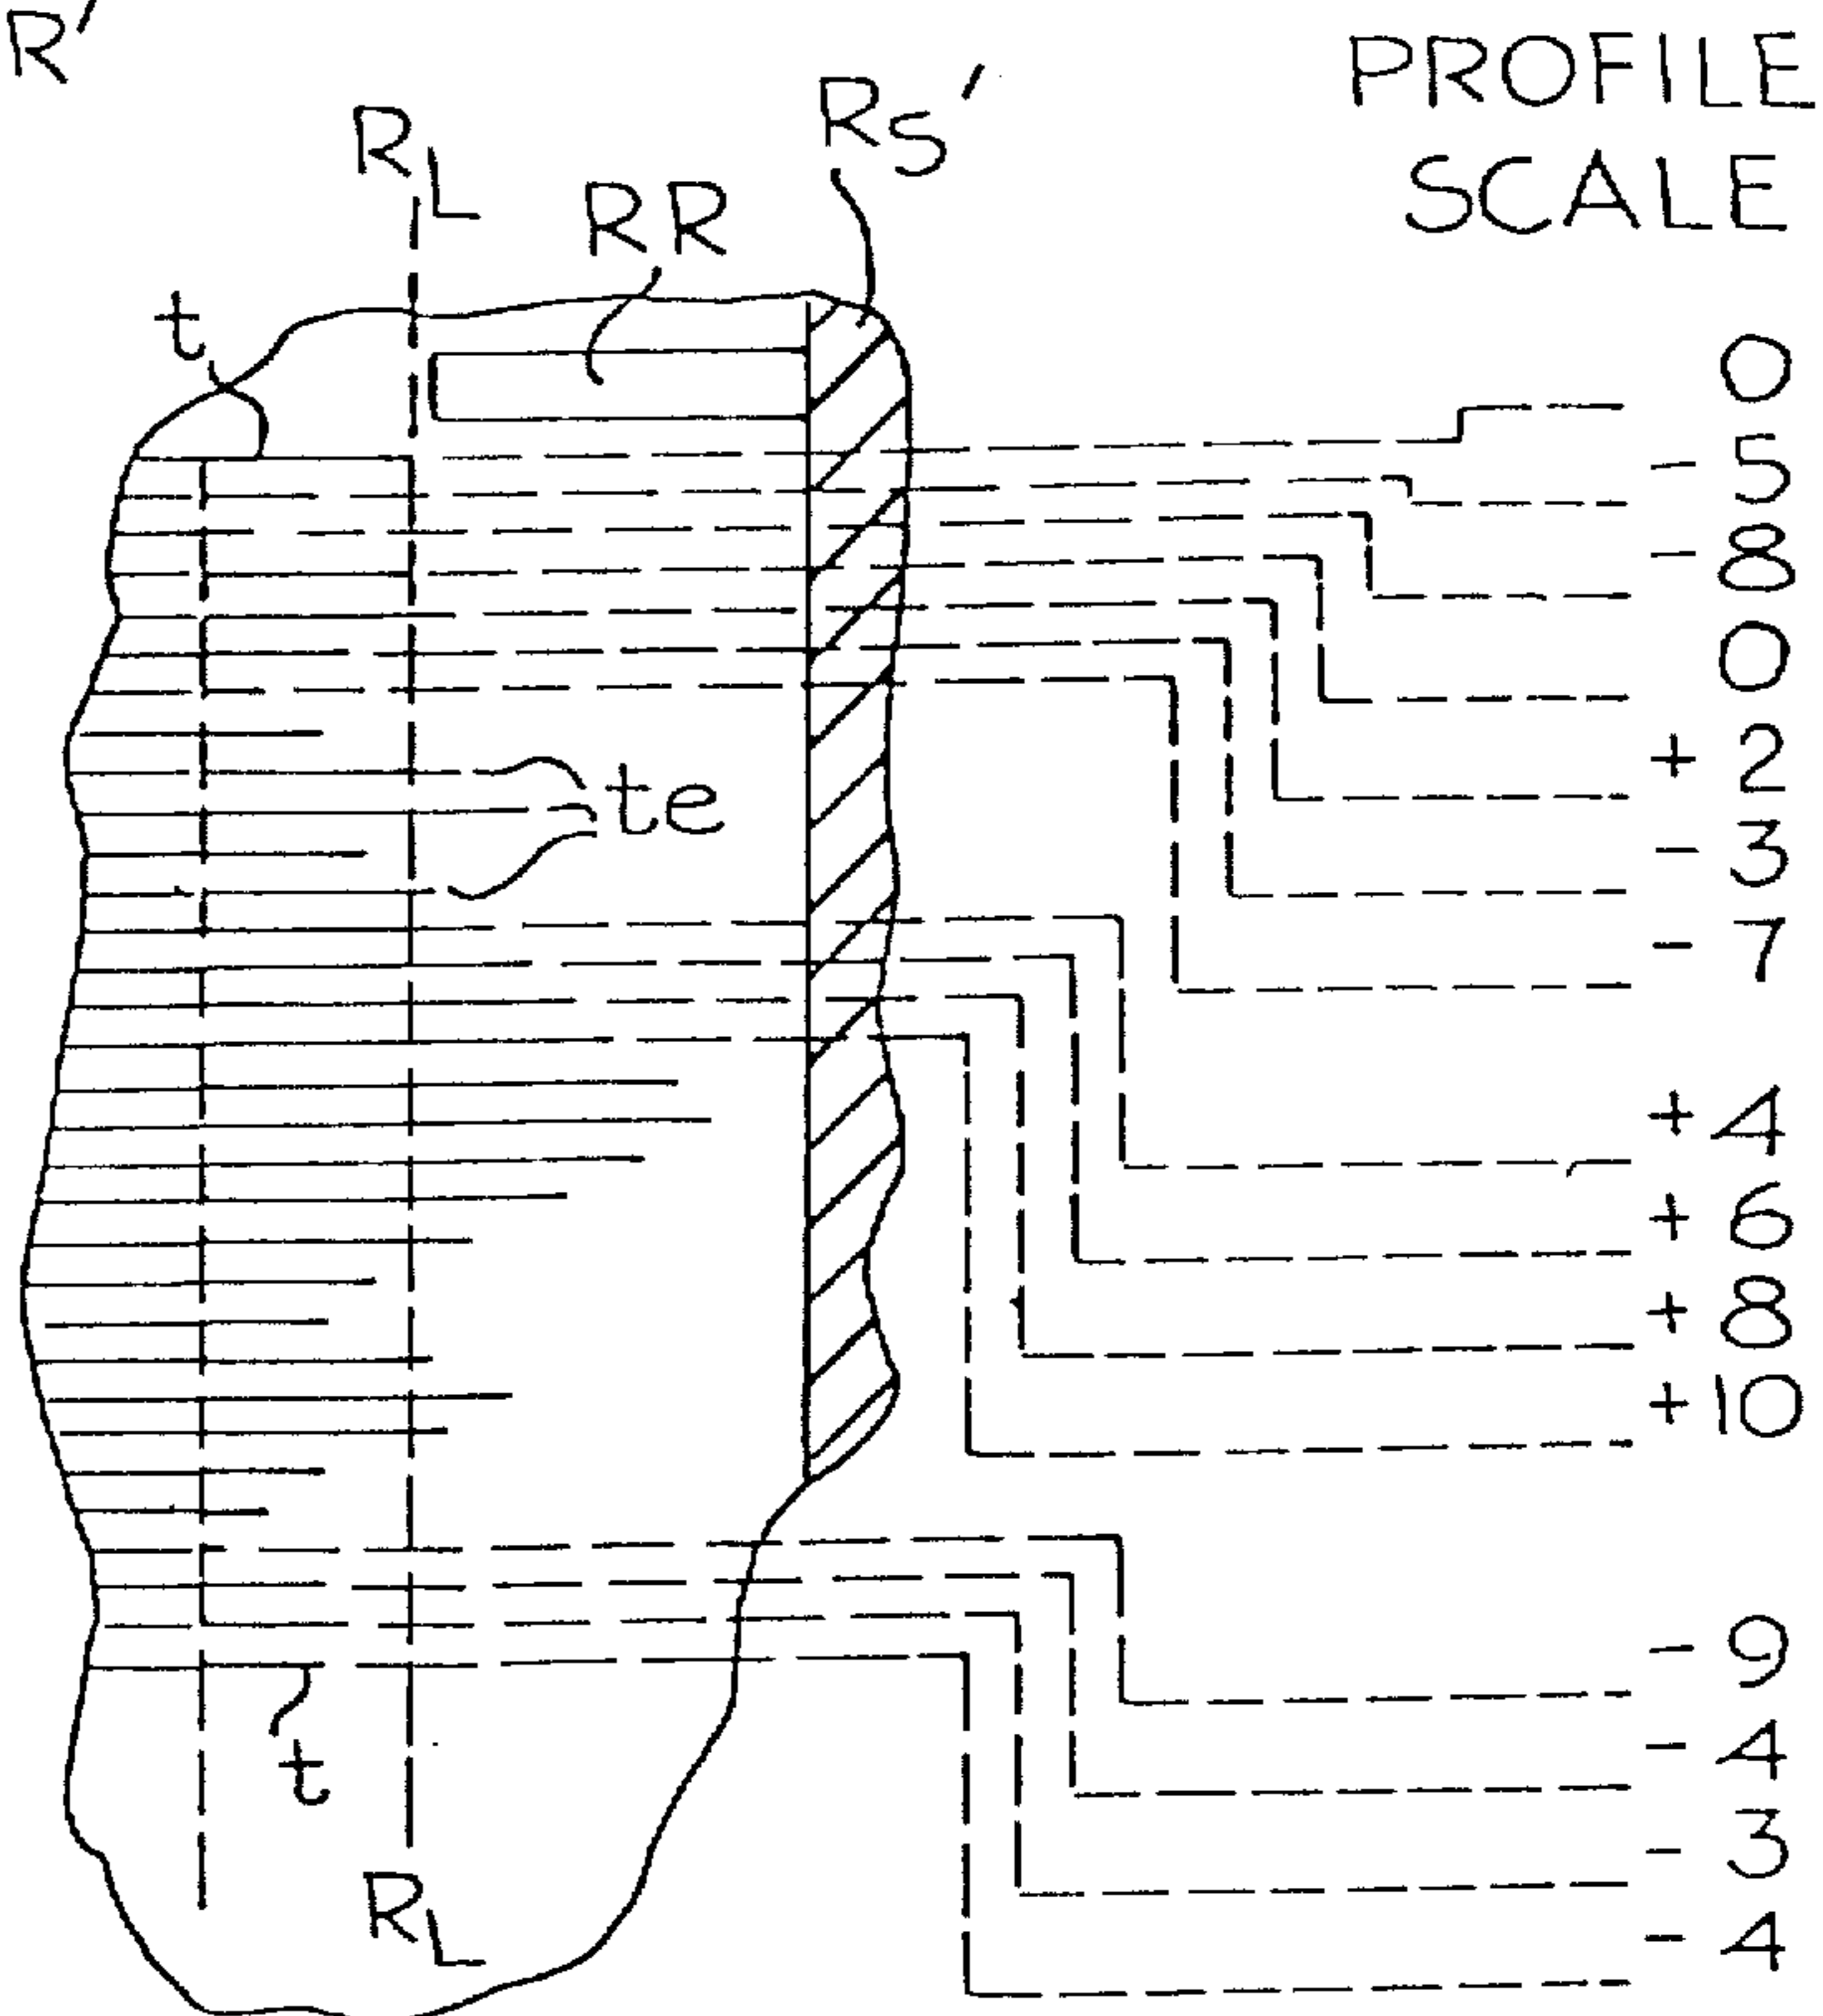 R'
PROFILE
SCALE
RL
RR
RS'
t
0
- 5
- 8
0
+ 2
te
- 3
- 7
+ 4
+ 6
+ 8
+ 10
- 9
- 4
t
- 3
RL
- 4